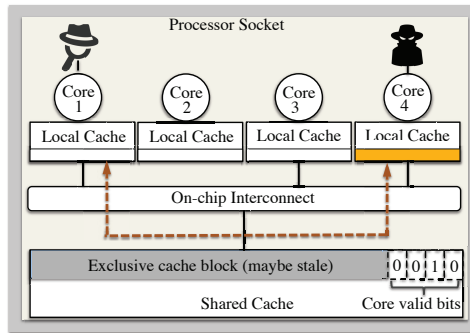 Processor Socket
Core 1
Core 2
Core 3
Core 4
Local Cache
Local Cache
Local Cache
Local Cache
On-chip Interconnect
Exclusive cache block (maybe stale)
0 0 1 0
Shared Cache
Core valid bits